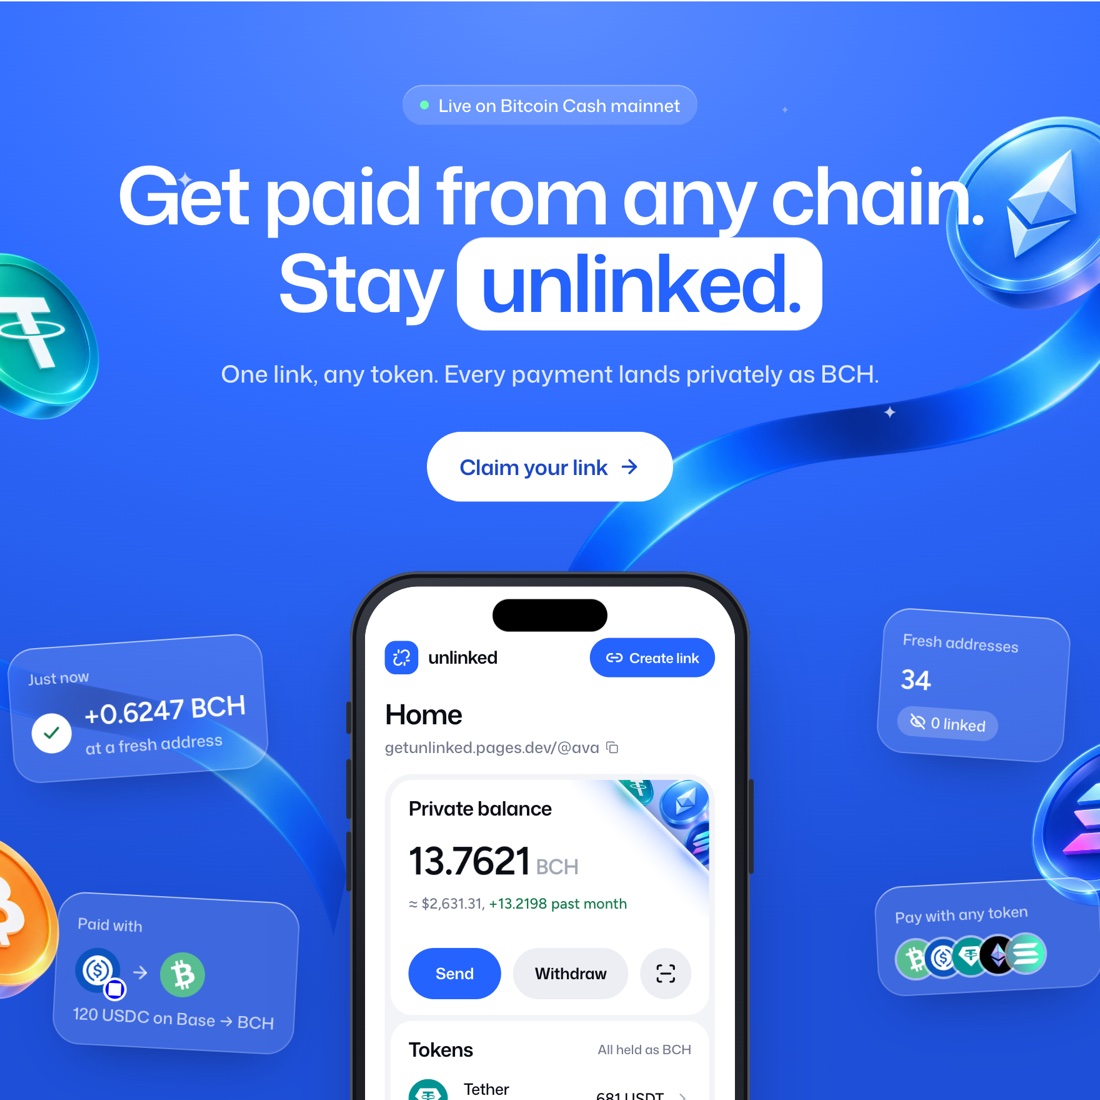 Live on Bitcoin Cash mainnet
Get paid from any chain.
Stay unlinked.
One link, any token. Every payment lands privately as BCH.
Claim your link →
Just now
+0.6247 BCH
at a fresh address
Paid with
→
120 USDC on Base → BCH
unlinked
Create link
Home
getunlinked.pages.dev/@ava
Private balance
13.7621 BCH
≈ $2,631.31, +13.2198 past month
Send
Withdraw
Tokens
All held as BCH
Tether
681 USDT
Fresh addresses
34
0 linked
Pay with any token